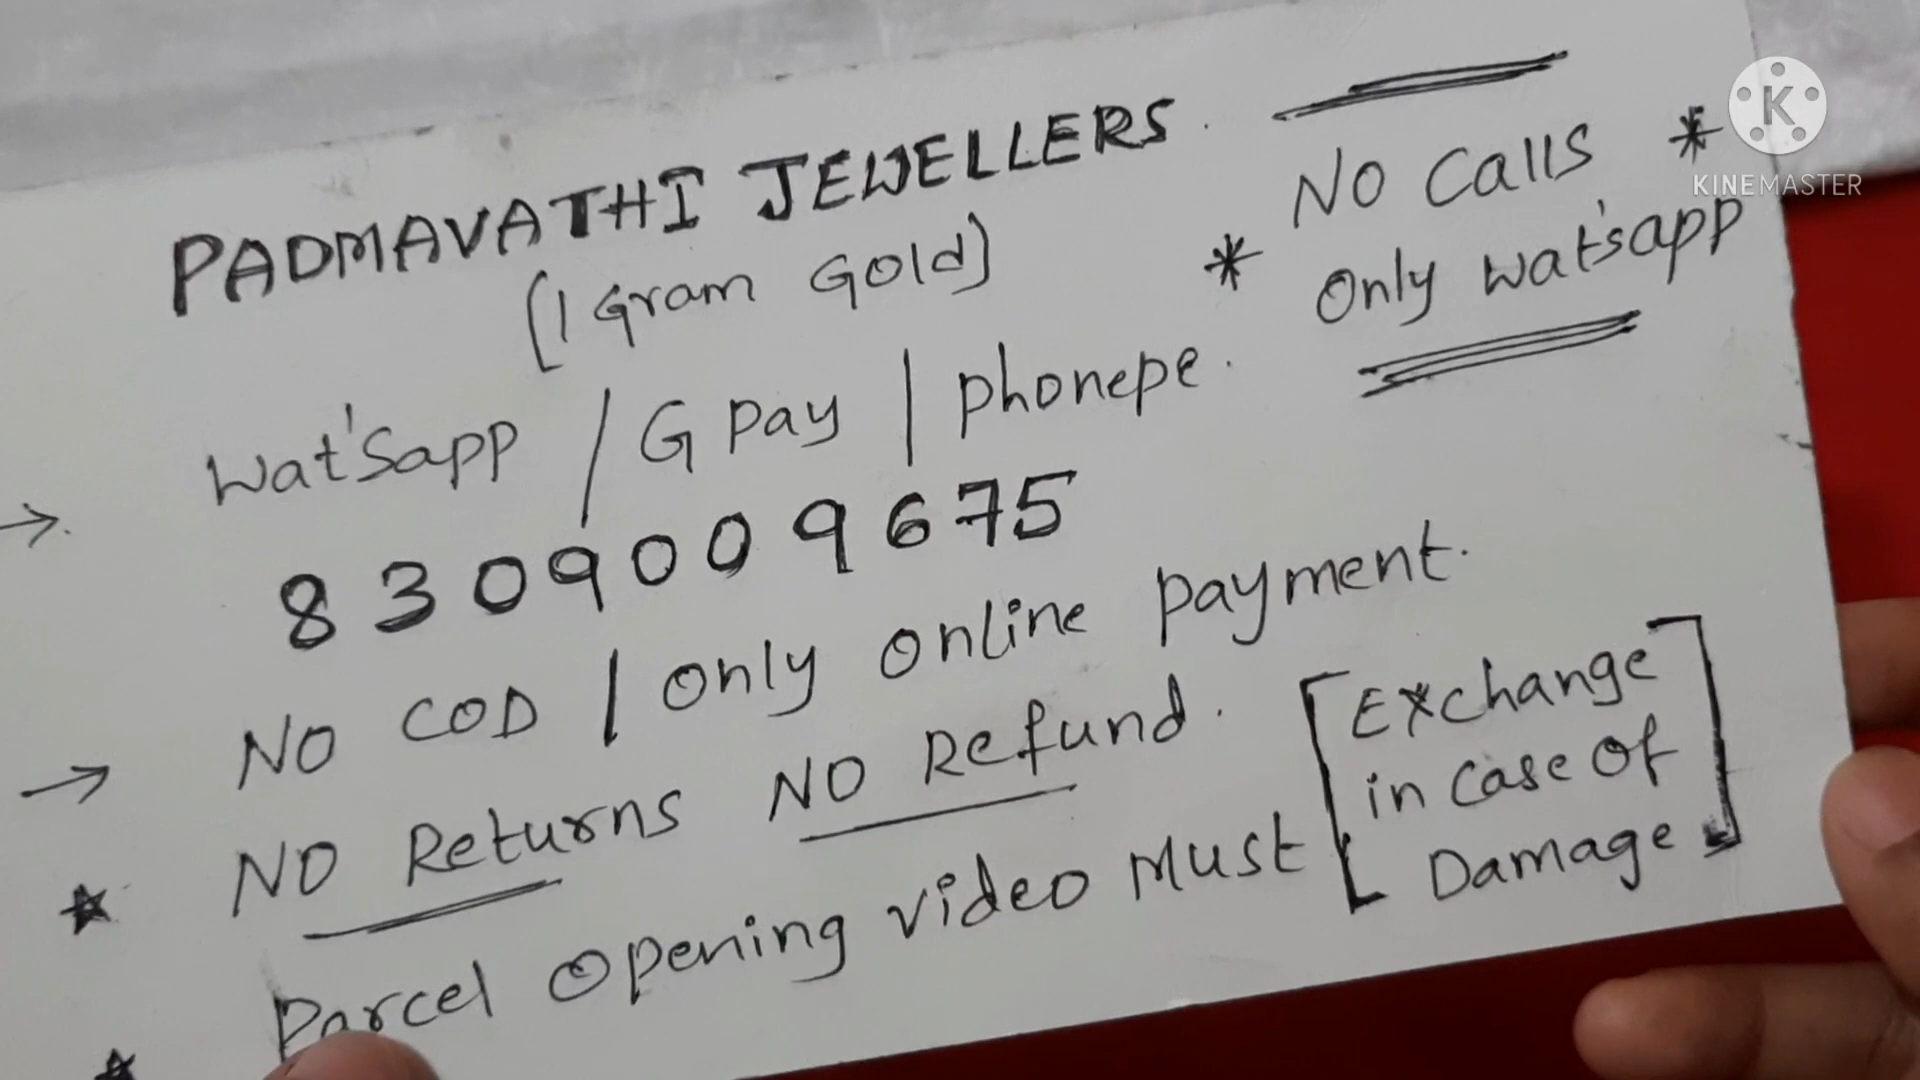 PADMAVATHI JEWELLERS.
(1 Gram Gold)
* NO Calls *
Only Wat'sapp
→ Wat'Sapp / G Pay | Phonepe.
8309009675
→ NO COD / Only Online Payment.
★ NO Returns NO Refund.
★ Parcel Opening video Must
[Exchange
in Case Of
Damage]
K
KINEMASTER